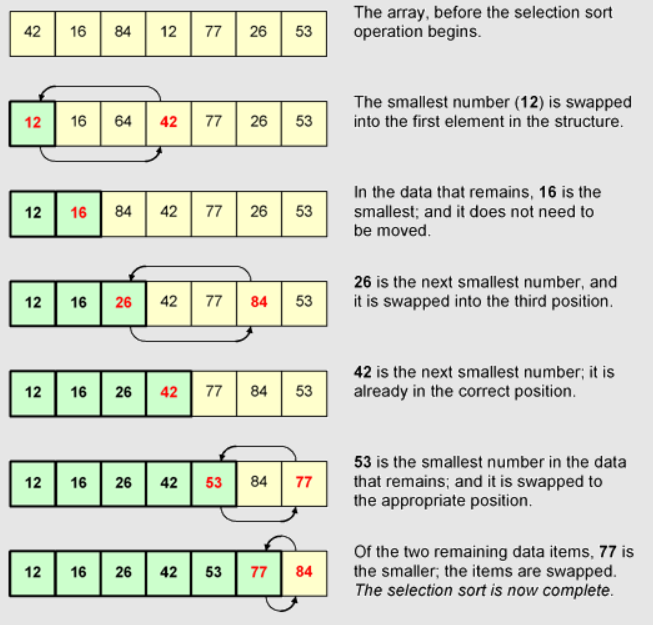 42 16 84 12 77 26 53
The array, before the selection sort
operation begins.
12 16 64 42 77 26 53
The smallest number (12) is swapped
into the first element in the structure.
12 16 84 42 77 26 53
In the data that remains, 16 is the
smallest; and it does not need to
be moved.
12 16 26 42 77 84 53
26 is the next smallest number, and
it is swapped into the third position.
12 16 26 42 77 84 53
42 is the next smallest number; it is
already in the correct position.
12 16 26 42 53 84 77
53 is the smallest number in the data
that remains; and it is swapped to
the appropriate position.
12 16 26 42 53 77 84
Of the two remaining data items, 77 is
the smaller; the items are swapped.
The selection sort is now complete.